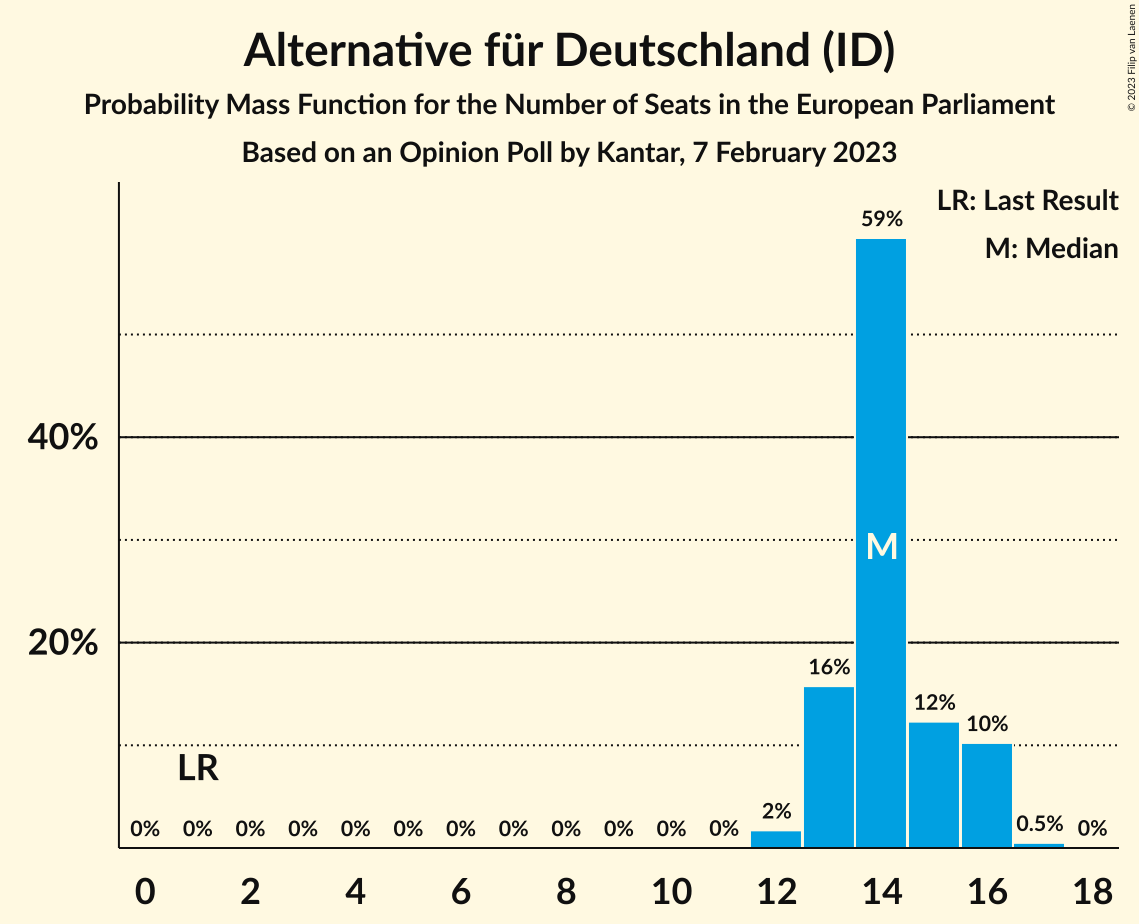 © 2023 Filip van Laenen
Alternative für Deutschland (ID)
Probability Mass Function for the Number of Seats in the European Parliament
Based on an Opinion Poll by Kantar, 7 February 2023
LR: Last Result
M: Median
59%
40%
M
20%
16%
12%
10%
LR
0% 0% 0% 0% 0% 0% 0% 0% 0% 0% 0% 0% 2% 0.5% 0%
0 2 4 6 8 10 12 14 16 18